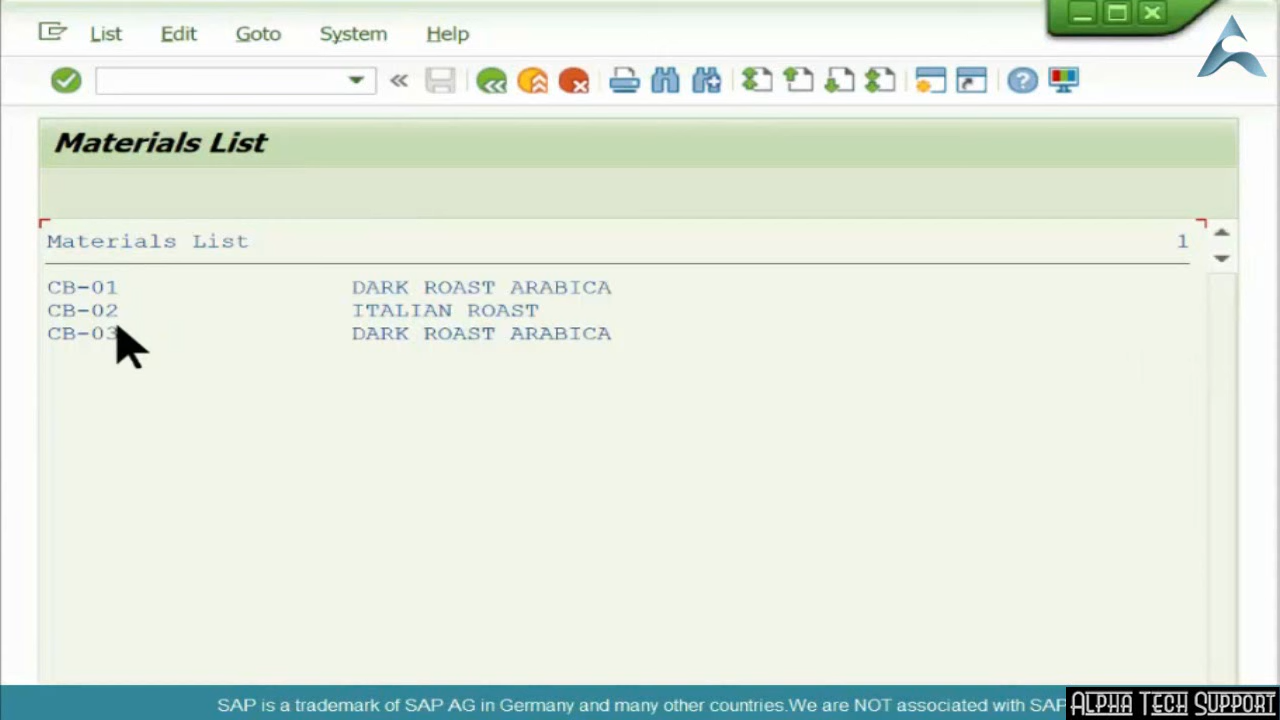 List Edit Goto System Help
Materials List
Materials List 1
CB-01 DARK ROAST ARABICA
CB-02 ITALIAN ROAST
CB-03 DARK ROAST ARABICA
SAP is a trademark of SAP AG in Germany and many other countries.We are NOT associated with SAP
ALPHA TECH SUPPORT